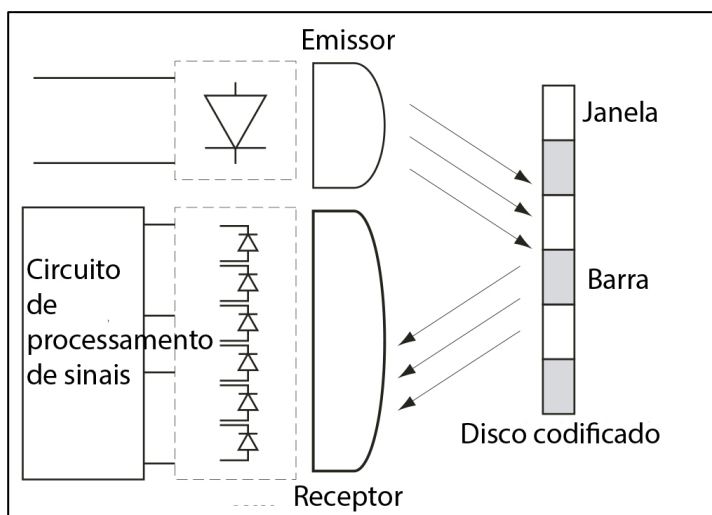 Emissor
Janela
Circuito
de
processamento
de sinais
Barra
Disco codificado
Receptor